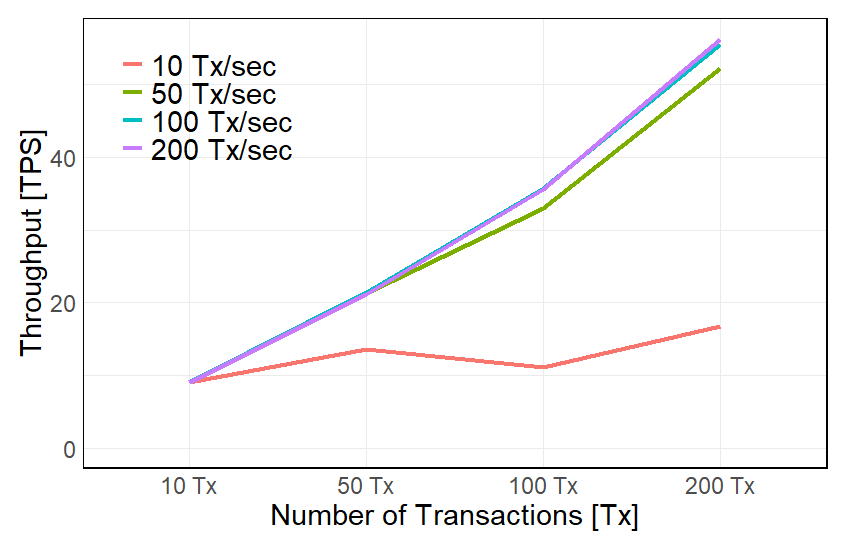 10 Tx/sec
50 Tx/sec
100 Tx/sec
200 Tx/sec
Throughput [TPS]
40
20
0
10 Tx
50 Tx
100 Tx
200 Tx
Number of Transactions [Tx]